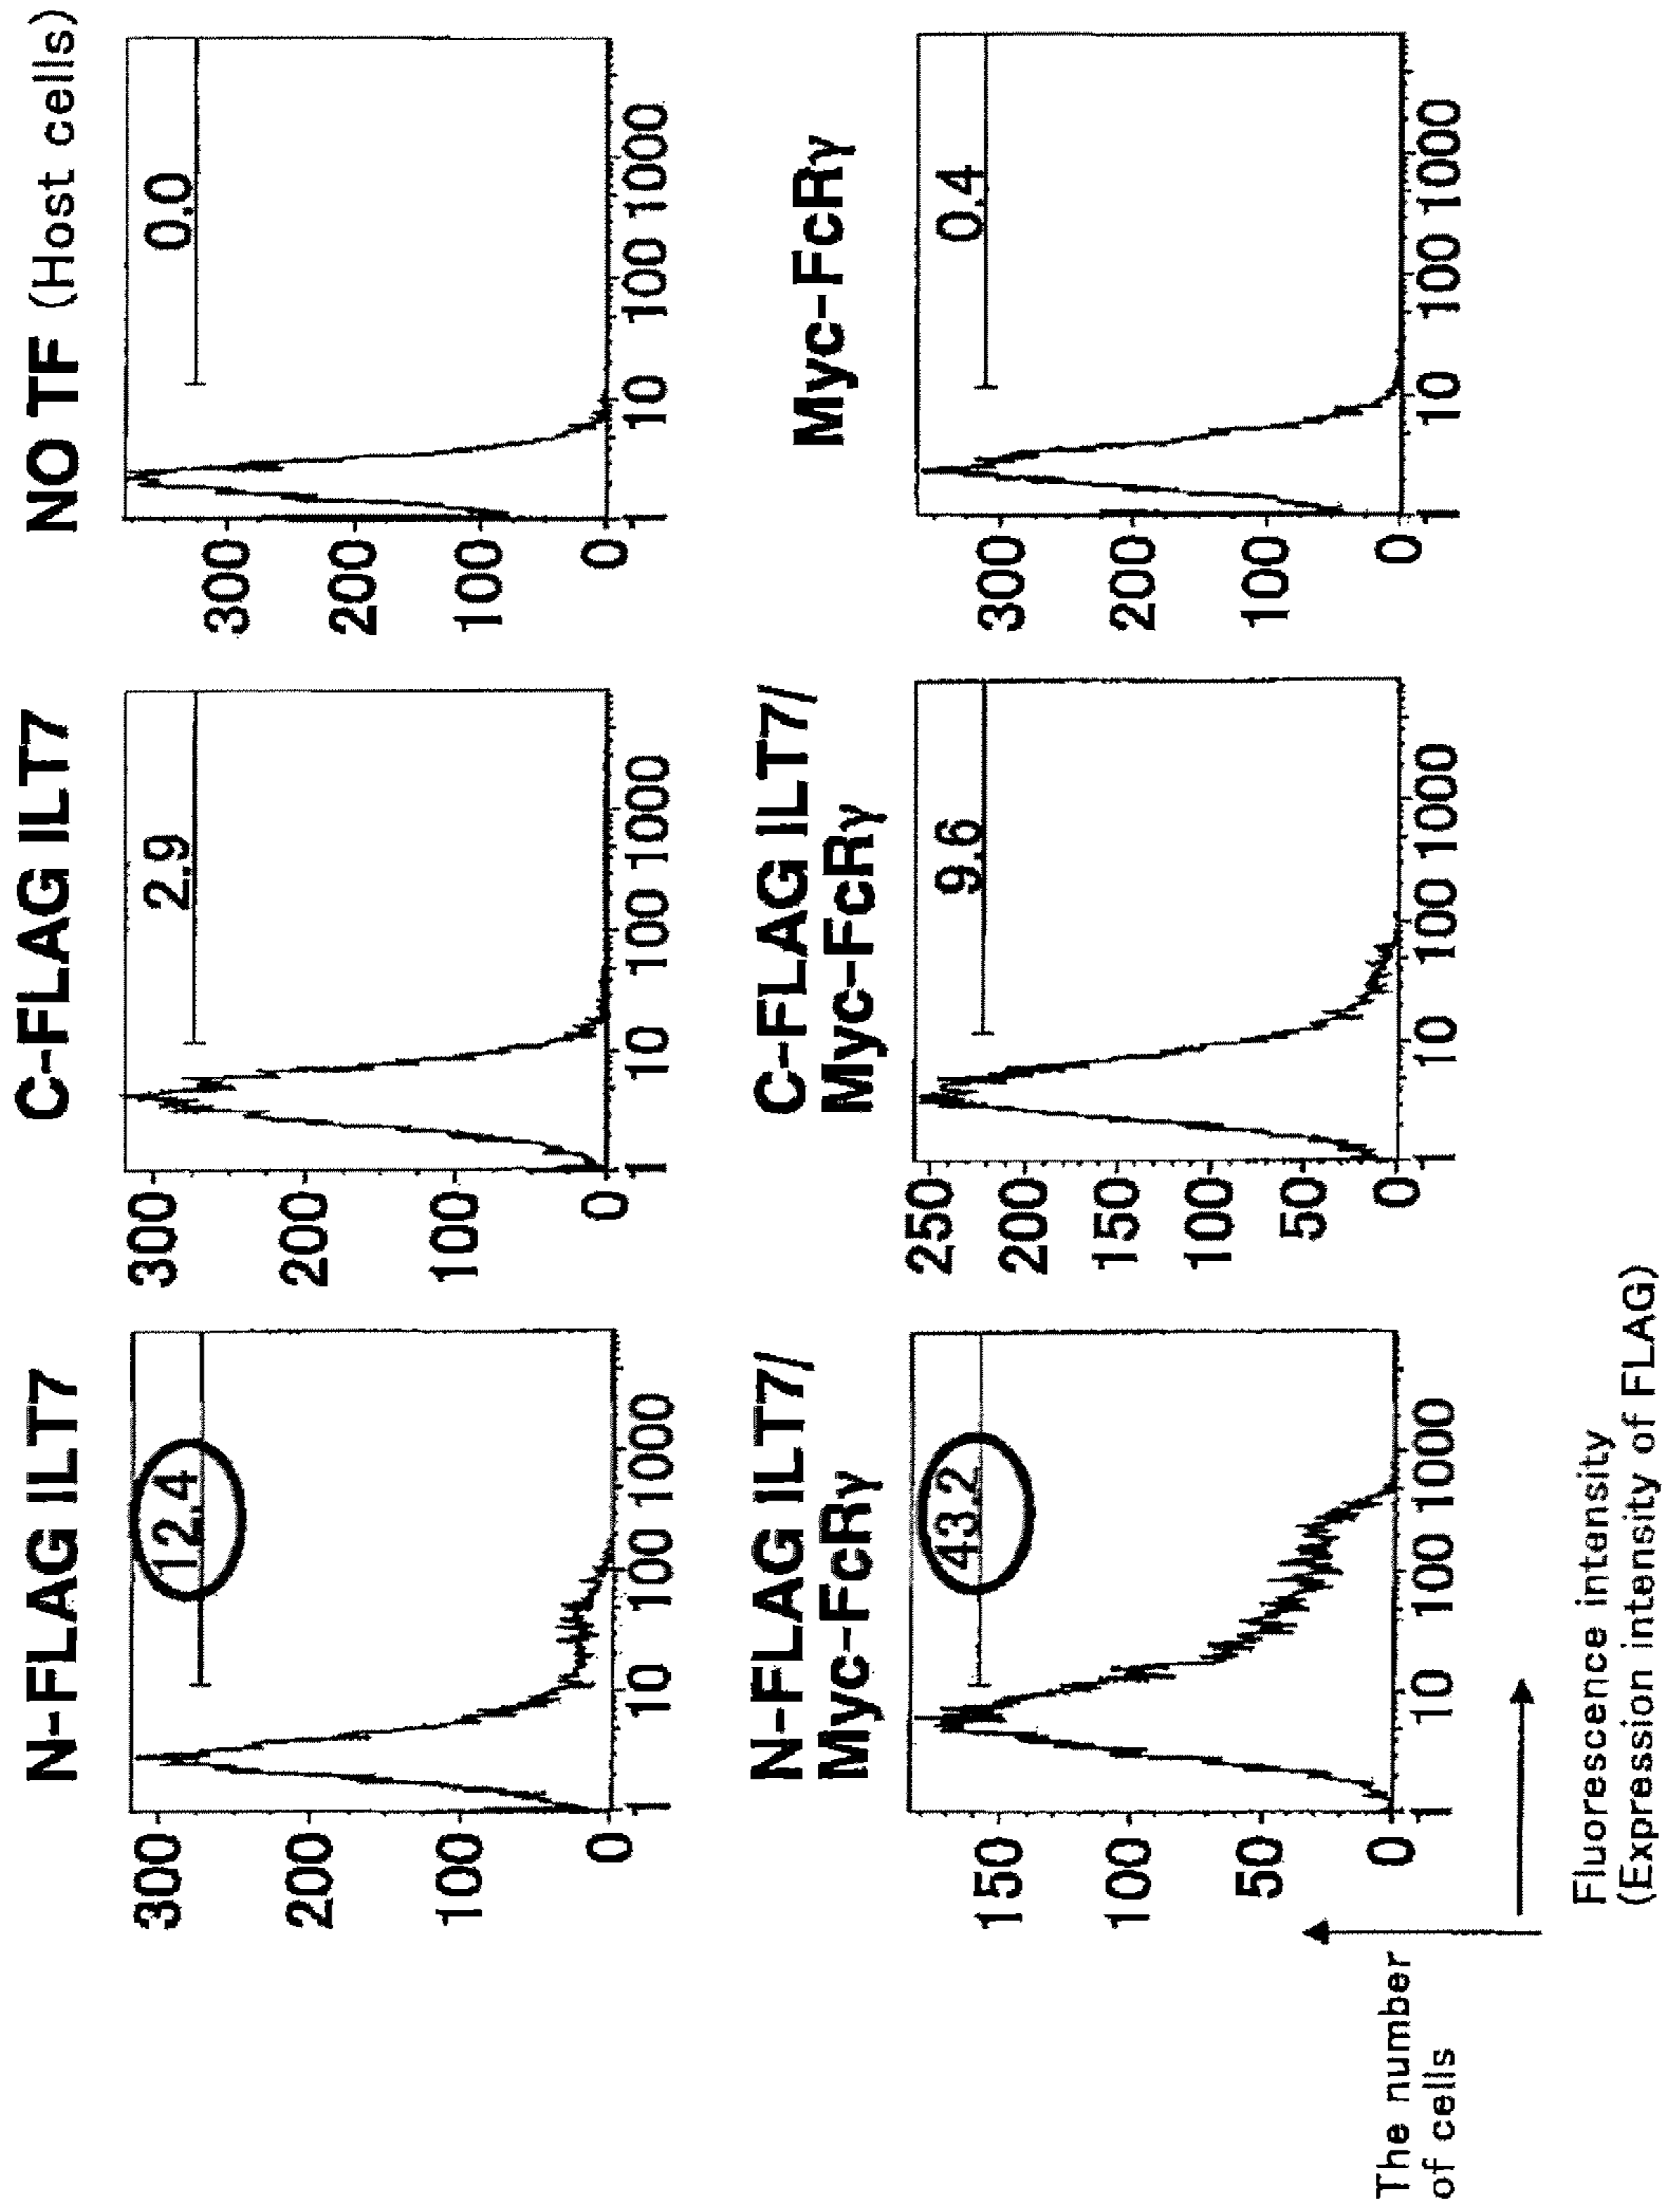 N-FLAG ILT7
12.4
300
200
100
0
1 10 100 1000
C-FLAG ILT7
2.9
300
200
100
0
1 10 100 1000
NO TF (Host cells)
0.0
300
200
100
0
1 10 100 1000
N-FLAG ILT7/
Myc-FcRγ
43.2
150
100
50
0
1 10 100 1000
C-FLAG ILT7/
Myc-FcRγ
9.6
250
200
150
100
50
0
1 10 100 1000
Myc-FcRγ
0.4
300
200
100
0
1 10 100 1000
The number
of cells
Fluorescence intensity
(Expression intensity of FLAG)